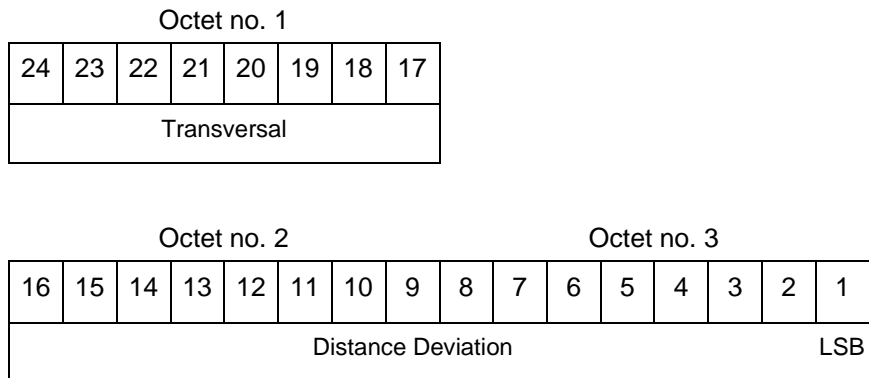 Octet no. 1
24 23 22 21 20 19 18 17
Transversal
Octet no. 2 Octet no. 3
16 15 14 13 12 11 10 9 8 7 6 5 4 3 2 1
Distance Deviation LSB